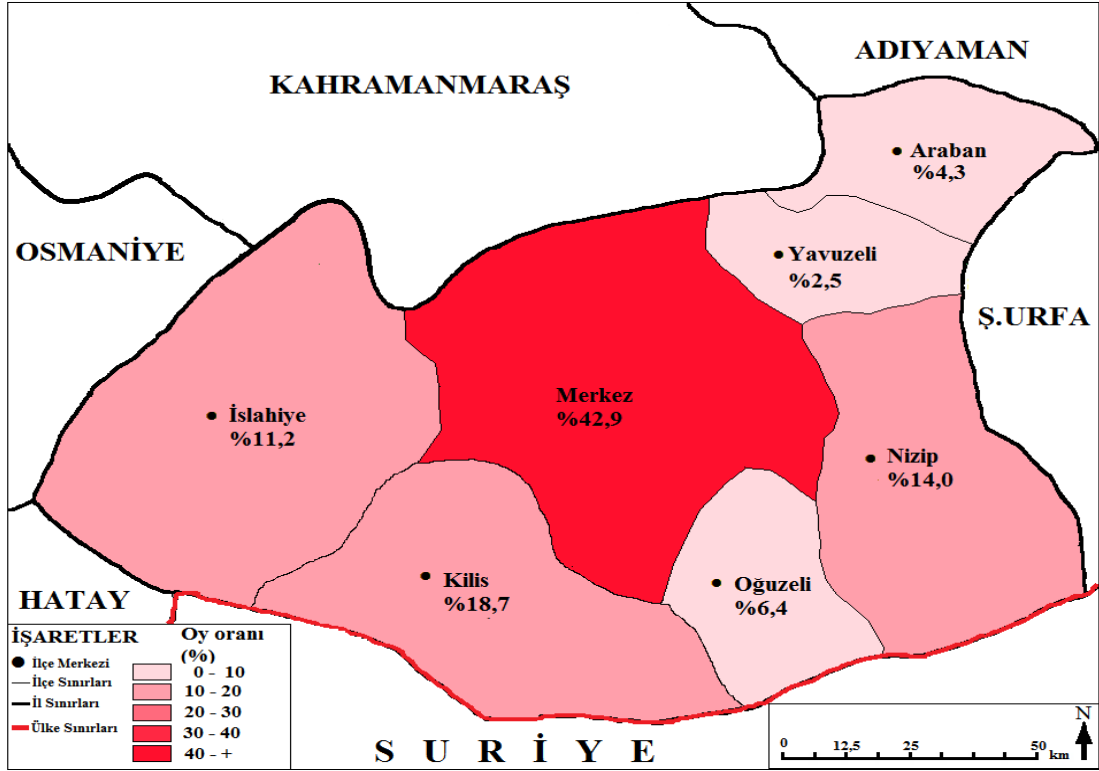 ADIYAMAN
KAHRAMANMARAŞ
Araban
%4,3
OSMANİYE
Yavuzeli
%2,5
Ş.URFA
Merkez
%42,9
İslahiye
%11,2
Nizip
%14,0
Kilis
%18,7
Oğuzeli
%6,4
HATAY
İŞARETLER
İlçe Merkezi
İlçe Sınırları
İl Sınırları
Ülke Sınırları
Oy oranı
(%)
0 - 10
10 - 20
20 - 30
30 - 40
40 - +
SURİYE
N
0 12,5 25 50 km